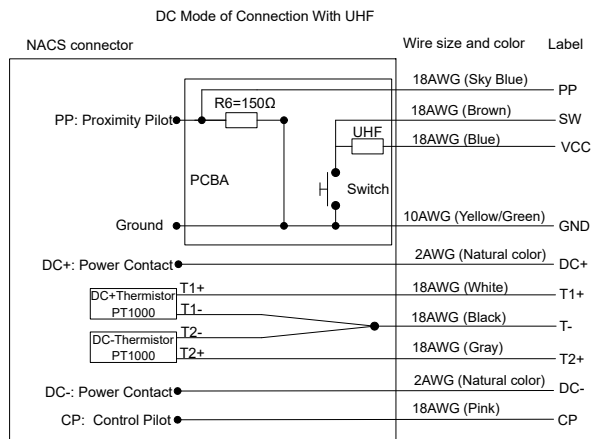 DC Mode of Connection With UHF
NACS connector
Wire size and color
Label
18AWG (Sky Blue)
PP
R6=150Ω
PP: Proximity Pilot
18AWG (Brown)
SW
UHF
18AWG (Blue)
VCC
PCBA
Switch
Ground
10AWG (Yellow/Green)
GND
DC+: Power Contact
2AWG (Natural color)
DC+
DC+Thermistor
PT1000
T1+
18AWG (White)
T1+
T1-
18AWG (Black)
T-
DC-Thermistor
PT1000
T2-
T2+
18AWG (Gray)
T2+
DC-: Power Contact
2AWG (Natural color)
DC-
CP: Control Pilot
18AWG (Pink)
CP